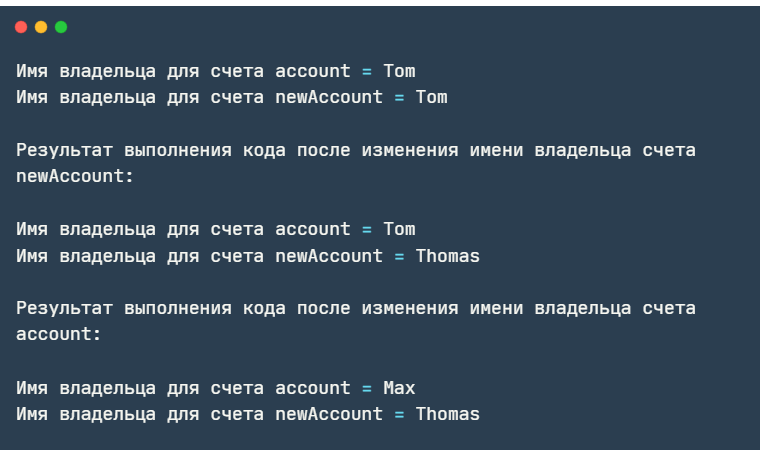 Имя владельца для счета account = Tom
Имя владельца для счета newAccount = Tom
Результат выполнения кода после изменения имени владельца счета
newAccount:
Имя владельца для счета account = Tom
Имя владельца для счета newAccount = Thomas
Результат выполнения кода после изменения имени владельца счета
account:
Имя владельца для счета account = Max
Имя владельца для счета newAccount = Thomas